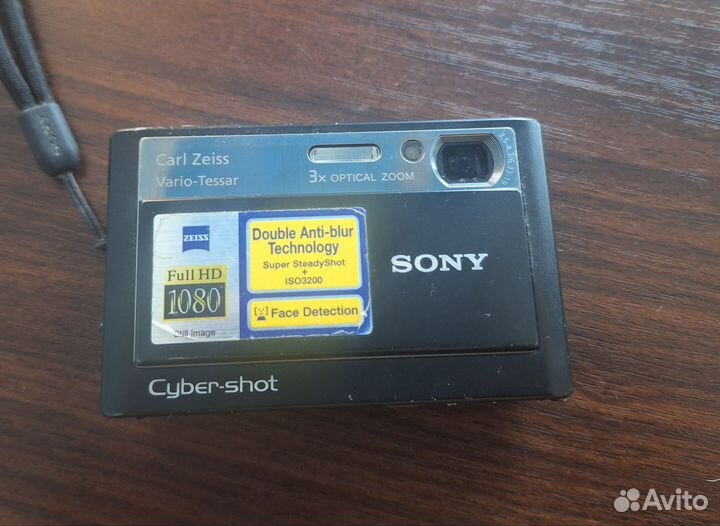 SONY
Carl Zeiss
Vario-Tessar
3x OPTICAL ZOOM
ZEISS
Full HD
1080
Still image
Double Anti-blur
Technology
Super SteadyShot
+
ISO3200
Face Detection
SONY
Cyber-shot
Avito